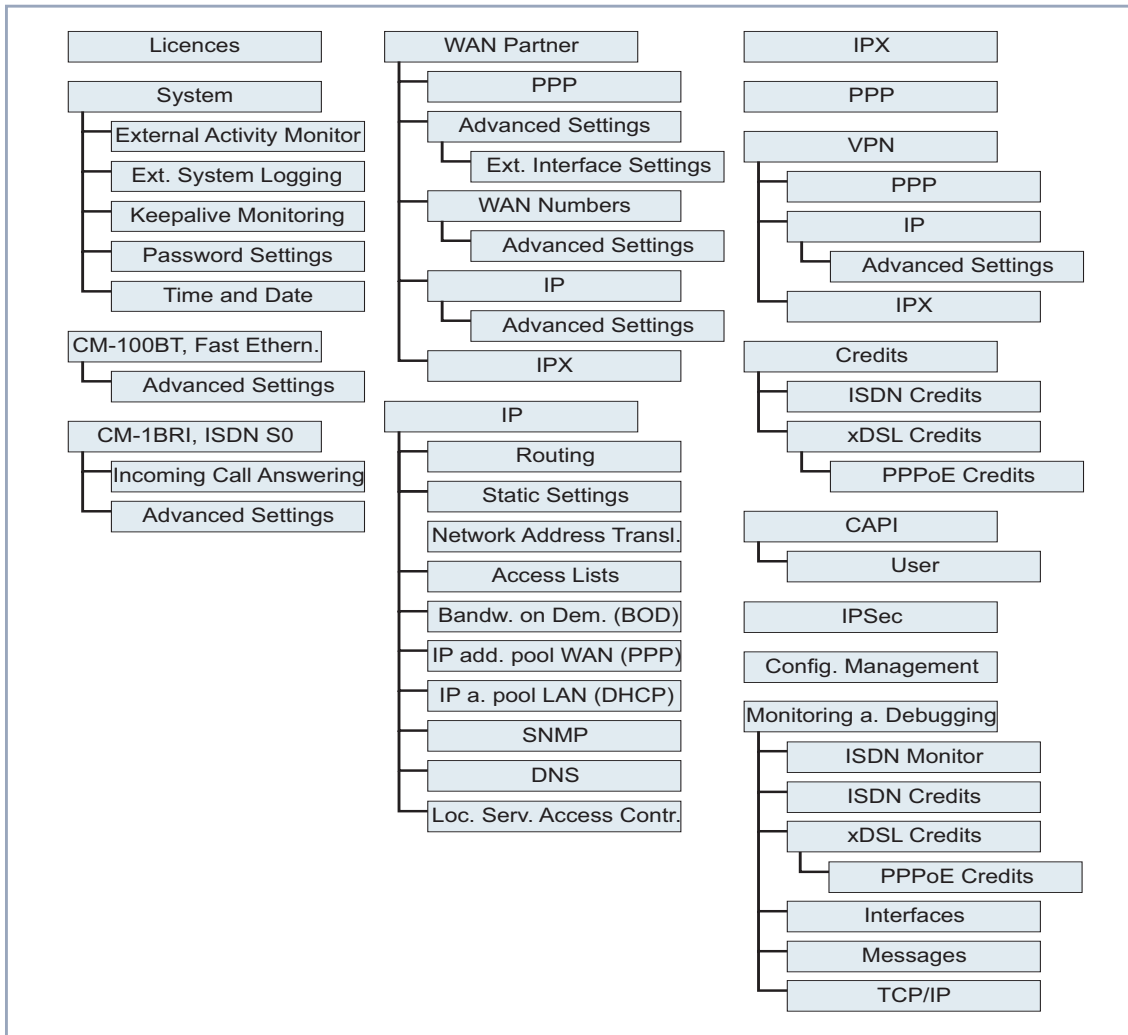 Licences
System
External Activity Monitor
Ext. System Logging
Keepalive Monitoring
Password Settings
Time and Date
CM-100BT, Fast Ethern.
Advanced Settings
CM-1BRI, ISDN S0
Incoming Call Answering
Advanced Settings
WAN Partner
PPP
Advanced Settings
Ext. Interface Settings
WAN Numbers
Advanced Settings
IP
Advanced Settings
IPX
IP
Routing
Static Settings
Network Address Transl.
Access Lists
Bandw. on Dem. (BOD)
IP add. pool WAN (PPP)
IP a. pool LAN (DHCP)
SNMP
DNS
Loc. Serv. Access Contr.
IPX
PPP
VPN
PPP
IP
Advanced Settings
IPX
Credits
ISDN Credits
xDSL Credits
PPPoE Credits
CAPI
User
IPSec
Config. Management
Monitoring a. Debugging
ISDN Monitor
ISDN Credits
xDSL Credits
PPPoE Credits
Interfaces
Messages
TCP/IP